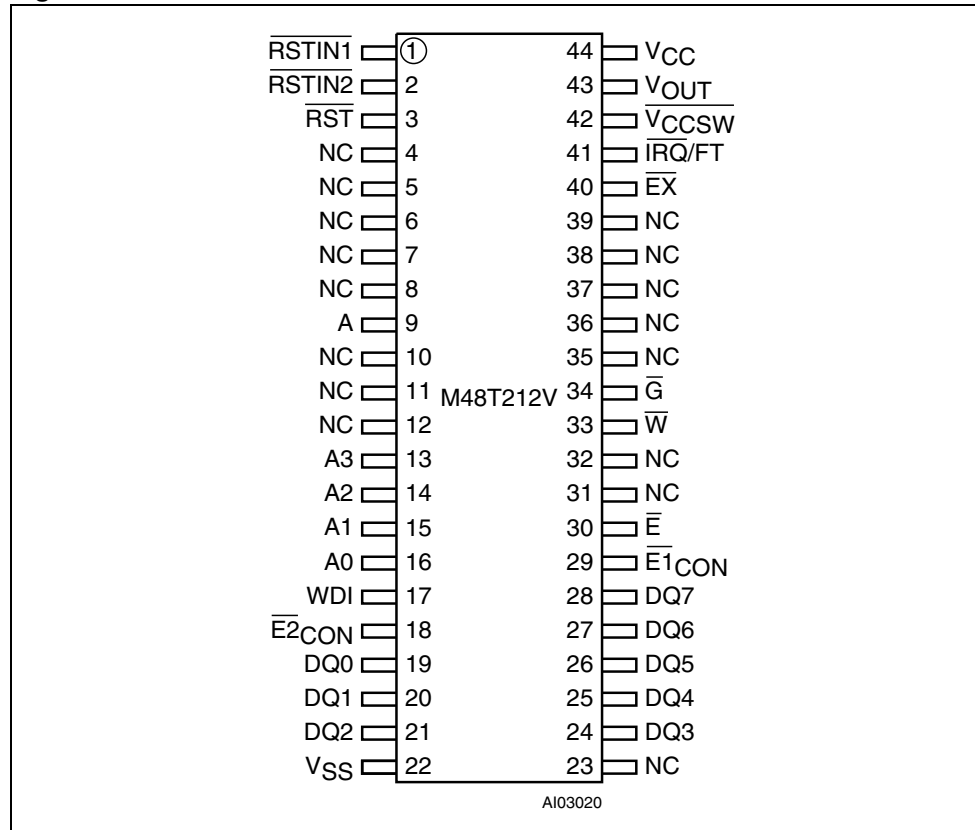 RSTIN1 1 44 VCC
RSTIN2 2 43 VOUT
RST 3 42 VCCSW
NC 4 41 IRQ/FT
NC 5 40 EX
NC 6 39 NC
NC 7 38 NC
NC 8 37 NC
A 9 36 NC
NC 10 35 NC
NC 11 M48T212V 34 G
NC 12 33 W
A3 13 32 NC
A2 14 31 NC
A1 15 30 E
A0 16 29 E1CON
WDI 17 28 DQ7
E2CON 18 27 DQ6
DQ0 19 26 DQ5
DQ1 20 25 DQ4
DQ2 21 24 DQ3
VSS 22 23 NC
AI03020